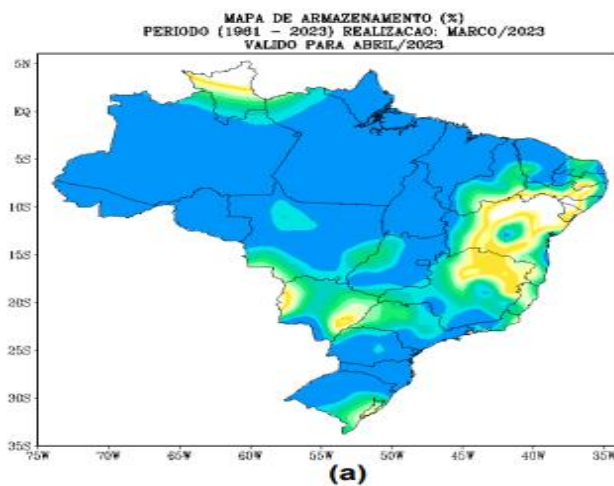 MAPA DE ARMAZENAMENTO (%)
PERIODO (1961 - 2023) REALIZACAO: MARCO/2023
VALIDO PARA ABRIL/2023
5N
EQ
5S
10S
15S
20S
25S
30S
35S
75W 70W 65W 60W 55W 50W 45W 40W 35W
(a)